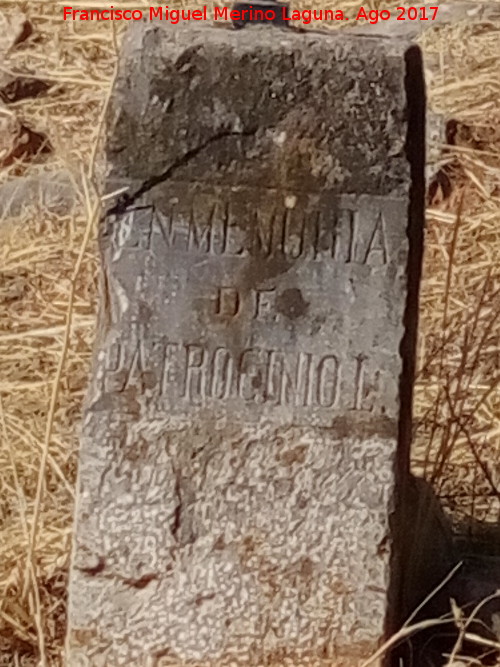 Francisco Miguel Merino Laguna. Ago 2017
EN MEMORIA
DE
PATROCINIO L.